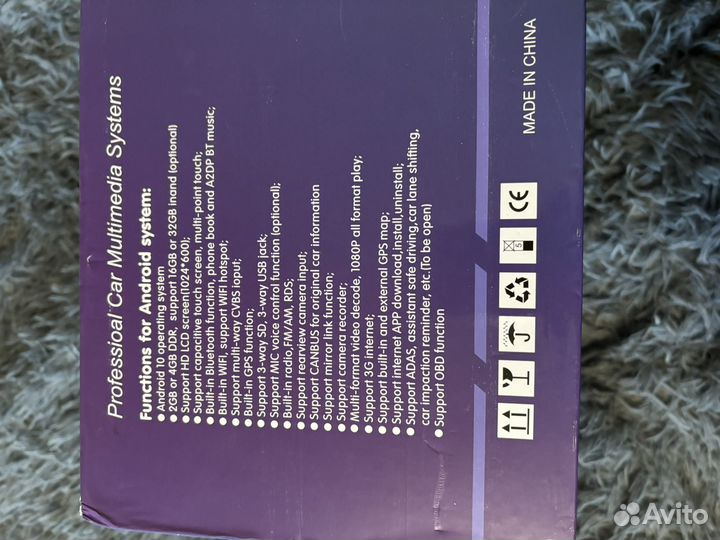 Professioal Car Multimedia Systems
Functions for Android system:
● Android 10 operating system
● 2GB or 4GB DDR, support 16GB or 32GB inand (optional)
● Support HD LCD screen(1024*600);
● Support capacitive touch screen, multi-point touch;
● Built-in Bluetooth function, phone book and A2DP BT music;
● Built-in WIFI, support WIFI hotspot;
● Support multi-way CVBS input;
● Built-in GPS function;
● Support 3-way SD, 3-way USB jack;
● Support MIC voice control function (optional);
● Built-in radio,FM/AM, RDS;
● Support rearview camera input;
● Support CANBUS for original car information
● Support mirror link function;
● Support camera recorder;
● Multi-format video decode, 1080P all format play;
● Support 3G internet;
● Support built-in and external GPS map;
● Support internet APP download,install,uninstall;
● Support ADAS, assistant safe driving,car lane shifting,
car impaction reminder, etc.(To be open)
● Support OBD function
5
CE
MADE IN CHINA
Avito